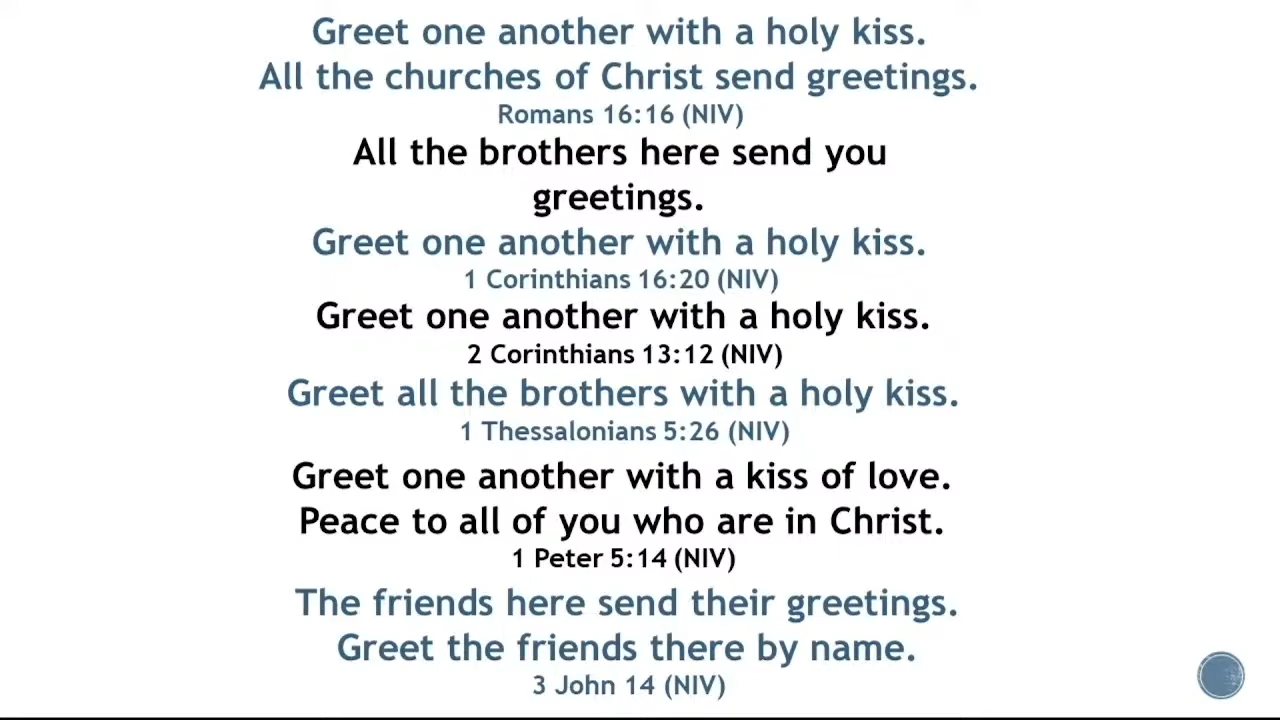 Greet one another with a holy kiss.
All the churches of Christ send greetings.
Romans 16:16 (NIV)
All the brothers here send you
greetings.
Greet one another with a holy kiss.
1 Corinthians 16:20 (NIV)
Greet one another with a holy kiss.
2 Corinthians 13:12 (NIV)
Greet all the brothers with a holy kiss.
1 Thessalonians 5:26 (NIV)
Greet one another with a kiss of love.
Peace to all of you who are in Christ.
1 Peter 5:14 (NIV)
The friends here send their greetings.
Greet the friends there by name.
3 John 14 (NIV)